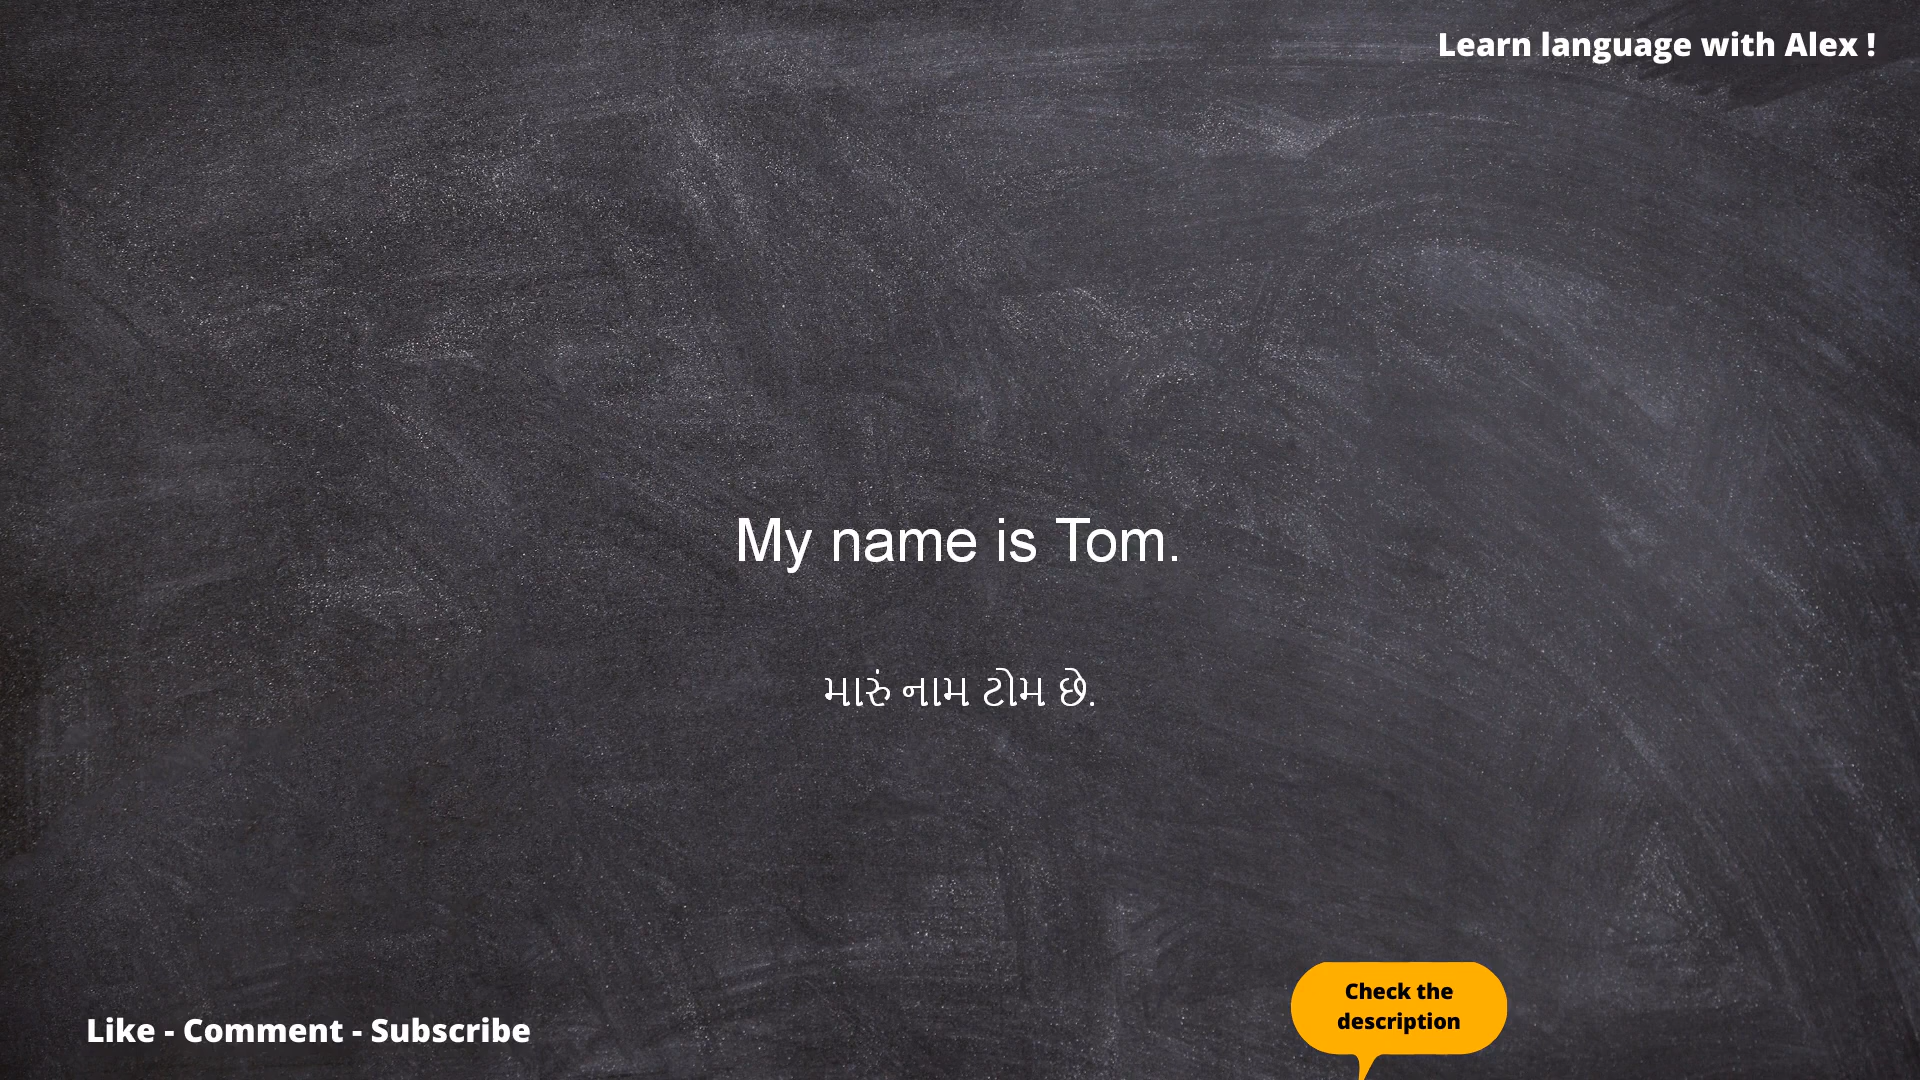 Learn language with Alex !
My name is Tom.
મારું નામ ટોમ છે.
Like - Comment - Subscribe
Check the
description